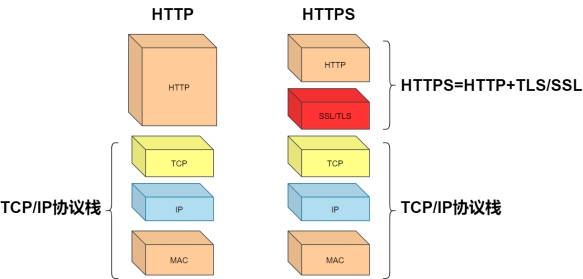 HTTP
HTTPS
HTTP
HTTP
SSL/TLS
HTTPS=HTTP+TLS/SSL
TCP
TCP
TCP/IP协议栈
IP
IP
TCP/IP协议栈
MAC
MAC